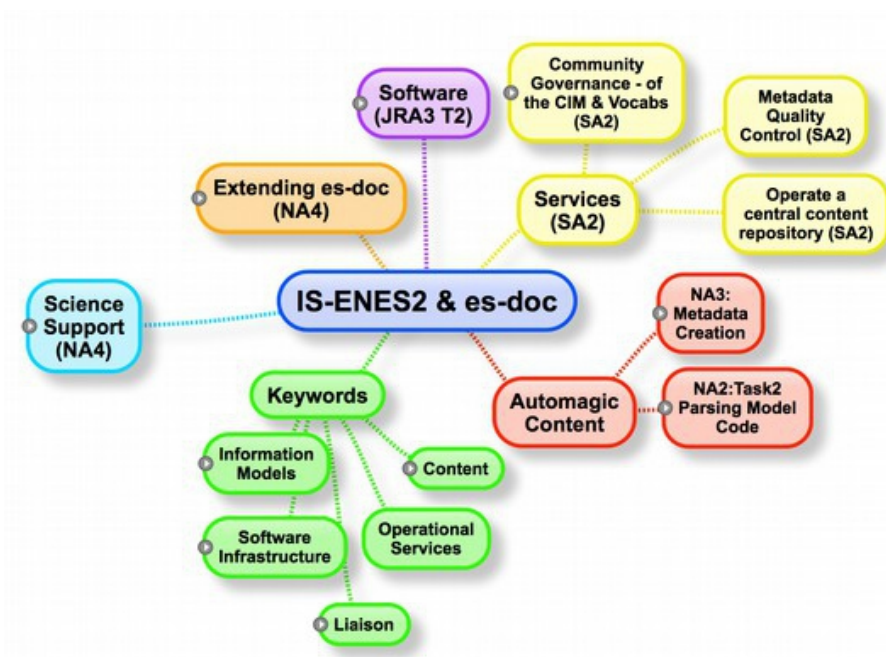 Community
Governance - of
the CIM & Vocabs
(SA2)
Software
(JRA3 T2)
Metadata
Quality
Control (SA2)
Extending es-doc
(NA4)
Services
(SA2)
Operate a
central content
repository (SA2)
IS-ENES2 & es-doc
Science
Support
(NA4)
NA3:
Metadata
Creation
Keywords
Automagic
Content
NA2:Task2
Parsing Model
Code
Information
Models
Content
Software
Infrastructure
Operational
Services
Liaison